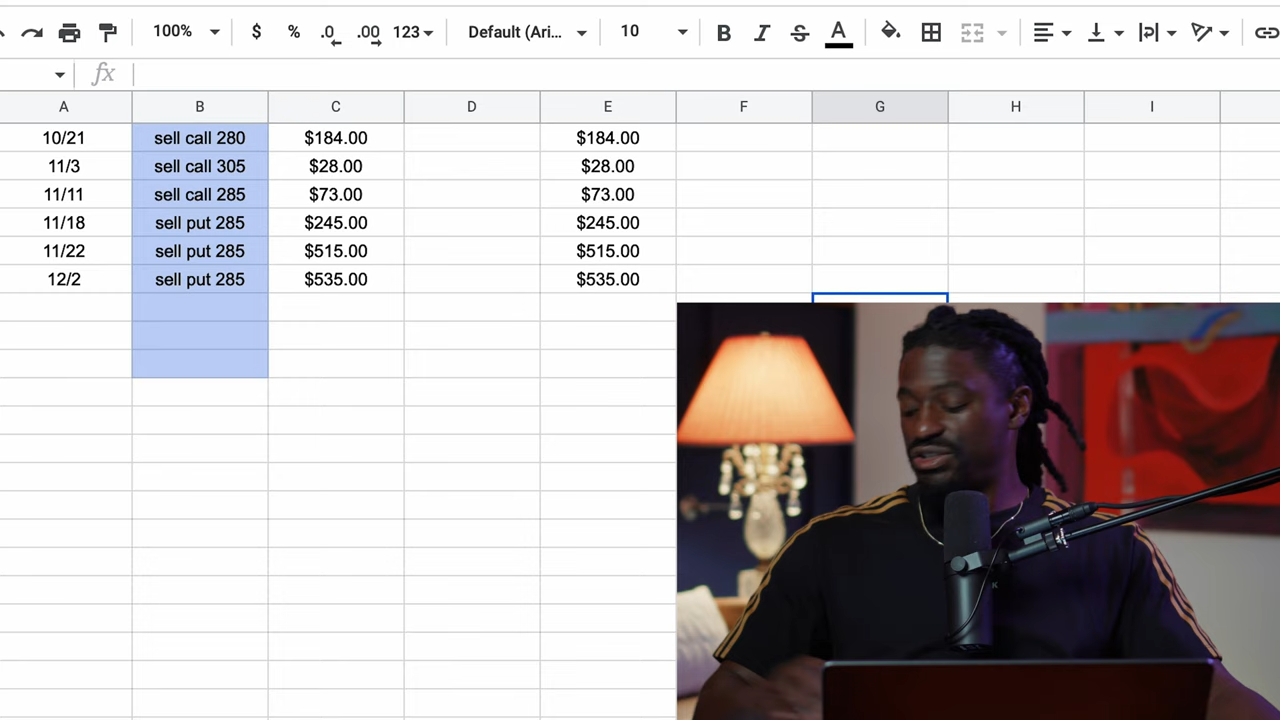 100% $ % .0 .00 123 Default (Ari... 10 B I S A
fx
A B C D E F G H I
10/21 sell call 280 $184.00 $184.00
11/3 sell call 305 $28.00 $28.00
11/11 sell call 285 $73.00 $73.00
11/18 sell put 285 $245.00 $245.00
11/22 sell put 285 $515.00 $515.00
12/2 sell put 285 $535.00 $535.00